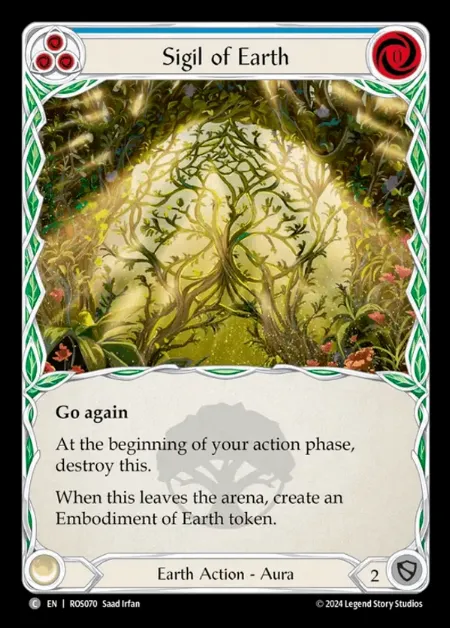 Sigil of Earth
0
Go again
At the beginning of your action phase,
destroy this.
When this leaves the arena, create an
Embodiment of Earth token.
Earth Action - Aura
2
C EN | ROS070 Saad Irfan
© 2024 Legend Story Studios